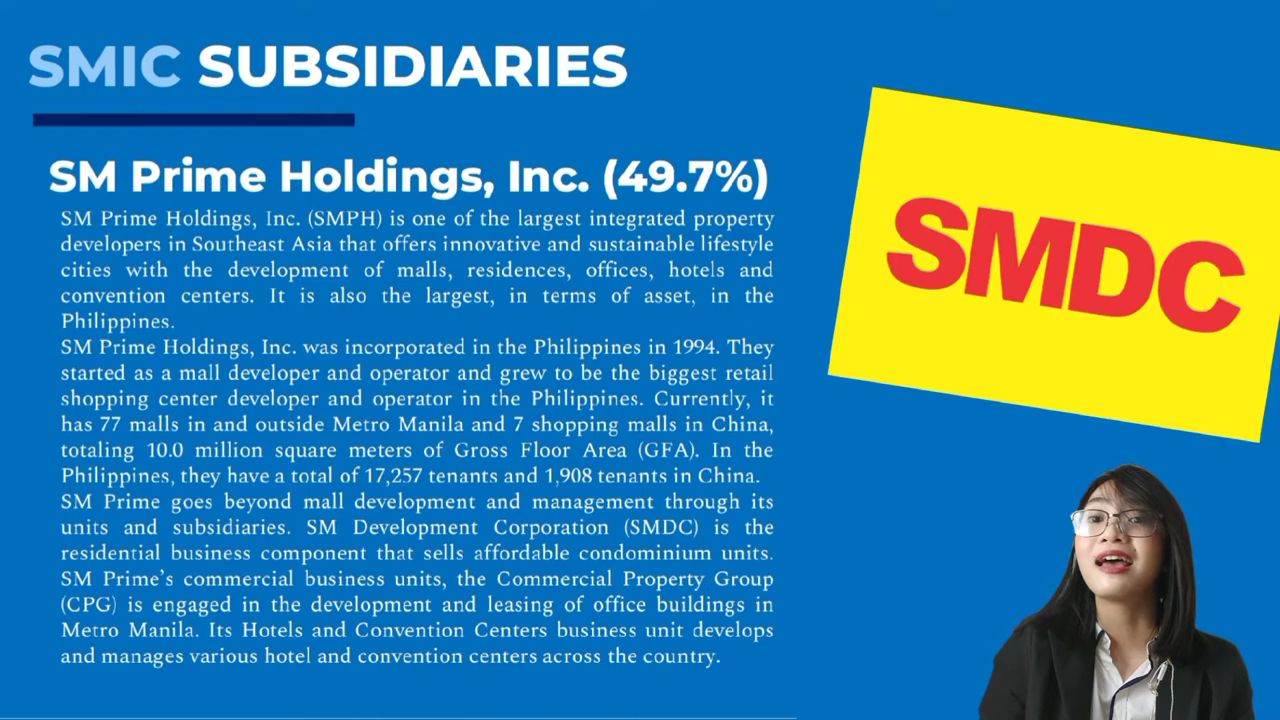 SMIC SUBSIDIARIES
SM Prime Holdings, Inc. (49.7%)
SM Prime Holdings, Inc. (SMPH) is one of the largest integrated property
developers in Southeast Asia that offers innovative and sustainable lifestyle
cities with the development of malls, residences, offices, hotels and
convention centers. It is also the largest, in terms of asset, in the
Philippines.
SM Prime Holdings, Inc. was incorporated in the Philippines in 1994. They
started as a mall developer and operator and grew to be the biggest retail
shopping center developer and operator in the Philippines. Currently, it
has 77 malls in and outside Metro Manila and 7 shopping malls in China,
totaling 10.0 million square meters of Gross Floor Area (GFA). In the
Philippines, they have a total of 17,257 tenants and 1,908 tenants in China.
SM Prime goes beyond mall development and management through its
units and subsidiaries. SM Development Corporation (SMDC) is the
residential business component that sells affordable condominium units.
SM Prime's commercial business units, the Commercial Property Group
(CPG) is engaged in the development and leasing of office buildings in
Metro Manila. Its Hotels and Convention Centers business unit develops
and manages various hotel and convention centers across the country.
SMDC